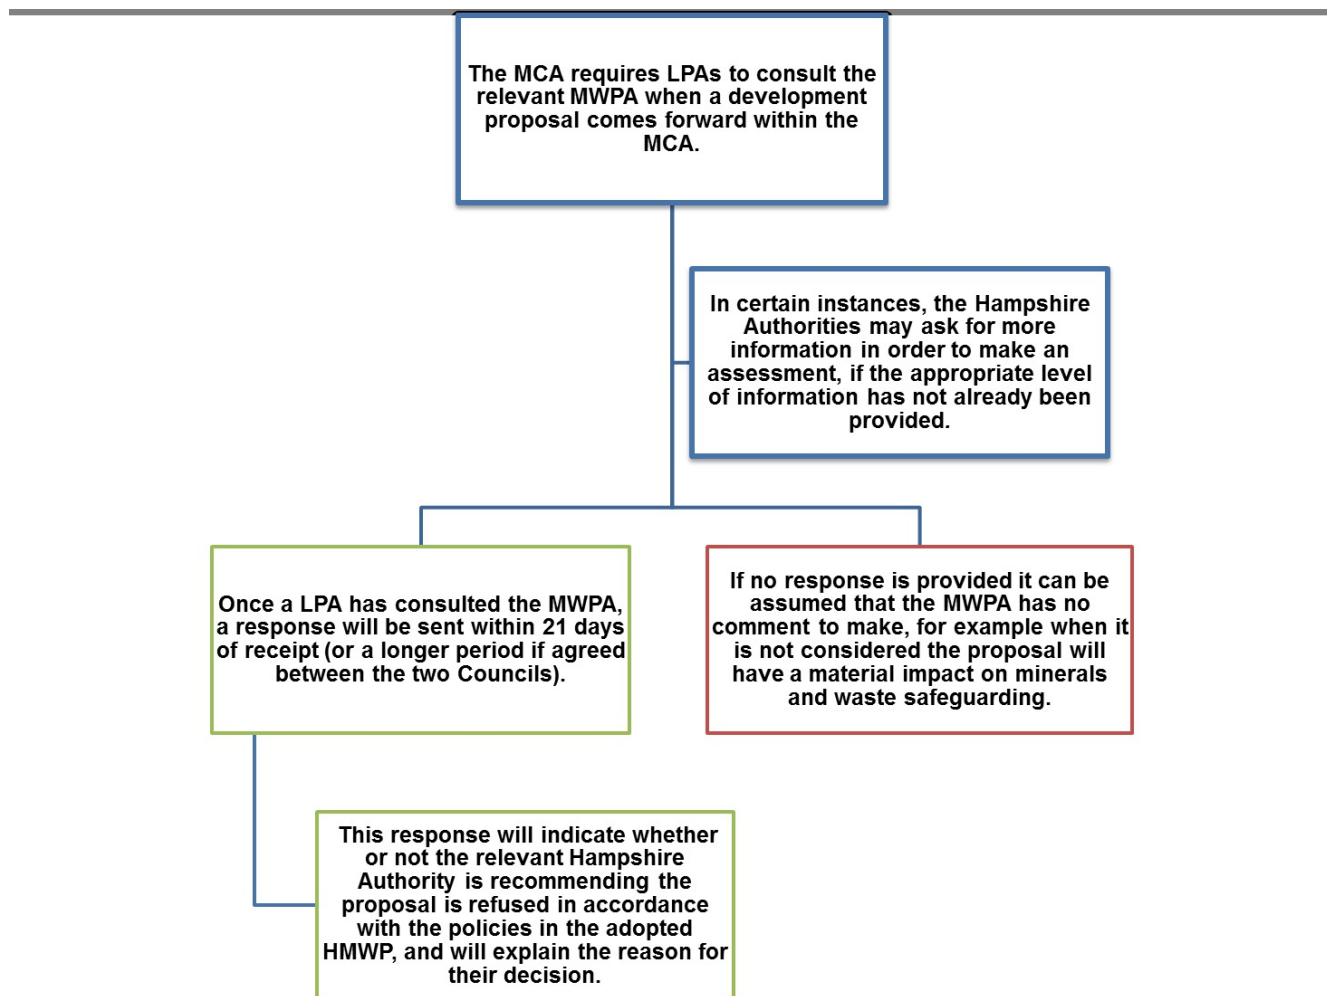 The MCA requires LPAs to consult the
relevant MWPA when a development
proposal comes forward within the
MCA.
In certain instances, the Hampshire
Authorities may ask for more
information in order to make an
assessment, if the appropriate level
of information has not already been
provided.
Once a LPA has consulted the MWPA,
a response will be sent within 21 days
of receipt (or a longer period if agreed
between the two Councils).
If no response is provided it can be
assumed that the MWPA has no
comment to make, for example when it
is not considered the proposal will
have a material impact on minerals
and waste safeguarding.
This response will indicate whether
or not the relevant Hampshire
Authority is recommending the
proposal is refused in accordance
with the policies in the adopted
HMWP, and will explain the reason for
their decision.